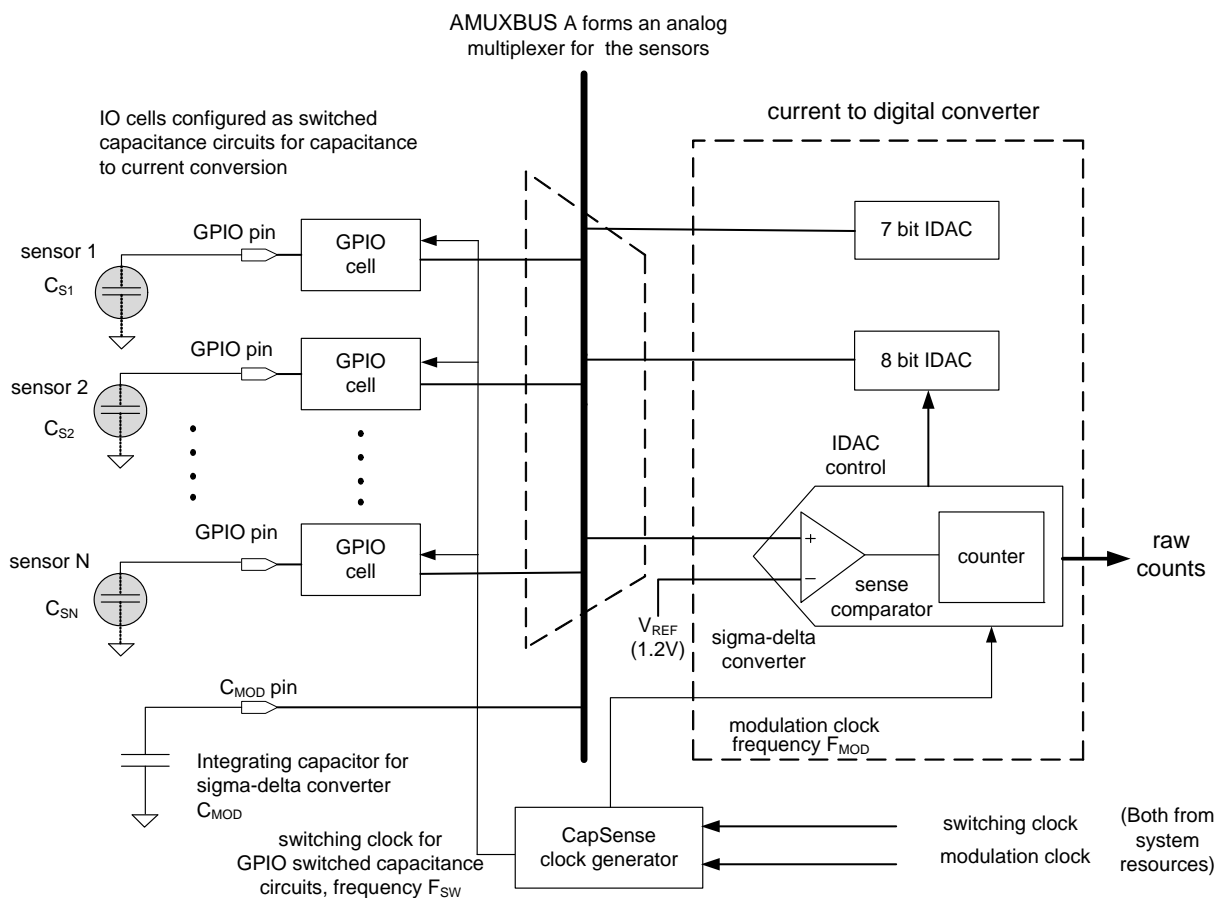 AMUXBUS A forms an analog
multiplexer for the sensors
IO cells configured as switched
capacitance circuits for capacitance
to current conversion
current to digital converter
sensor 1
CS1
GPIO pin
GPIO
cell
7 bit IDAC
sensor 2
CS2
GPIO pin
GPIO
cell
8 bit IDAC
IDAC
control
sensor N
CSN
GPIO pin
GPIO
cell
+
−
sense
comparator
counter
raw
counts
VREF
(1.2V)
sigma-delta
converter
CMOD pin
Integrating capacitor for
sigma-delta converter
CMOD
modulation clock
frequency FMOD
switching clock for
GPIO switched capacitance
circuits, frequency FSW
CapSense
clock generator
switching clock
modulation clock
(Both from
system
resources)